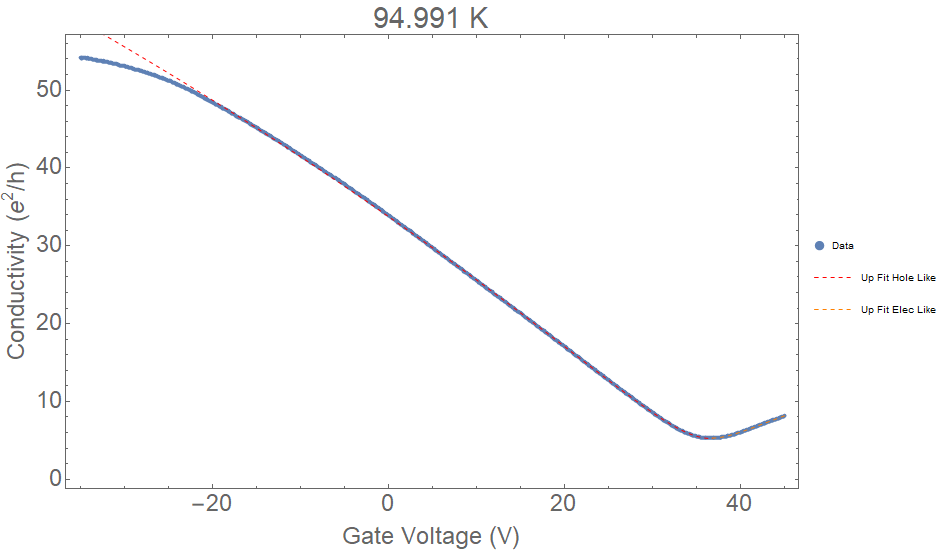 94.991 K
50
40
30
20
10
0
−20
0
20
40
Conductivity (e²/h)
Gate Voltage (V)
Data
Up Fit Hole Like
Up Fit Elec Like